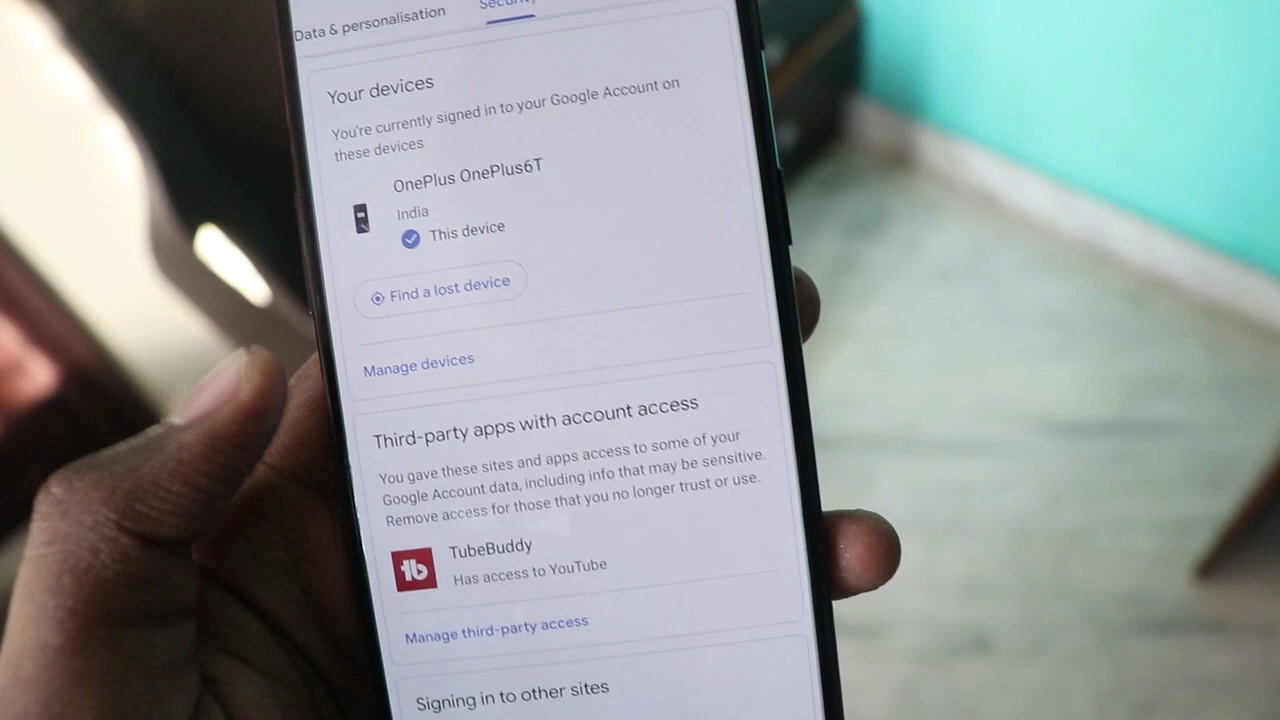 Data & personalisation
Security
Your devices
You're currently signed in to your Google Account on
these devices
OnePlus OnePlus6T
India
This device
Find a lost device
Manage devices
Third-party apps with account access
You gave these sites and apps access to some of your
Google Account data, including info that may be sensitive.
Remove access for those that you no longer trust or use.
tb
TubeBuddy
Has access to YouTube
Manage third-party access
Signing in to other sites